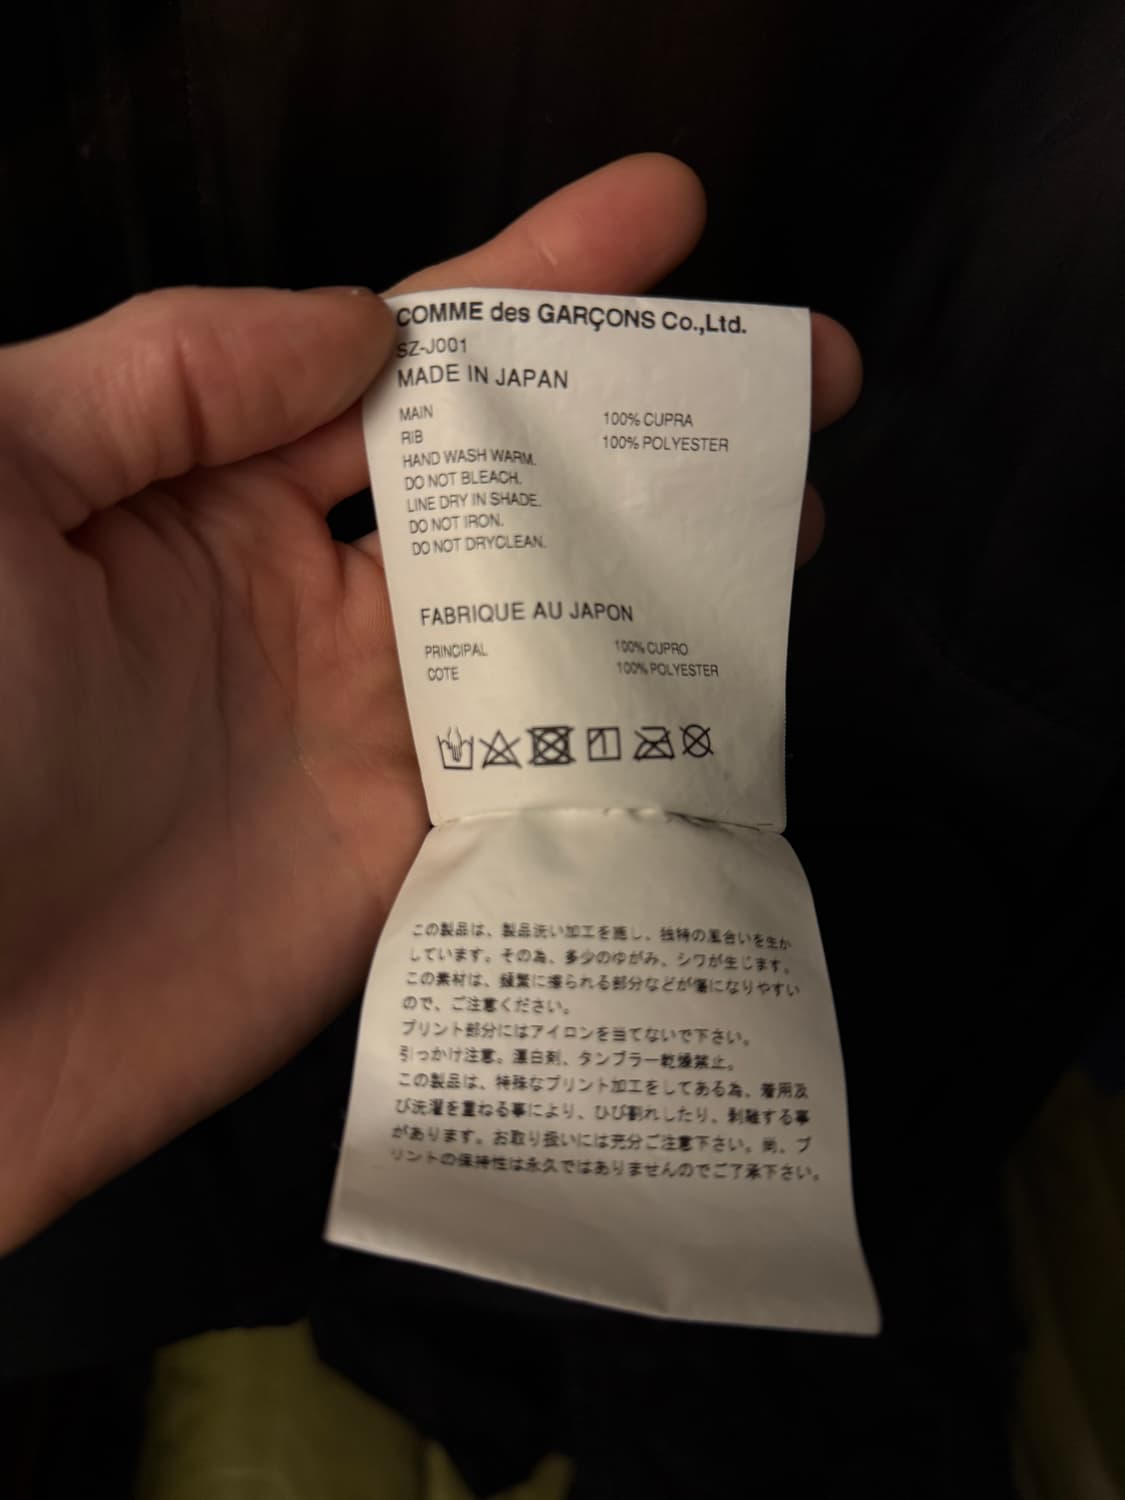 COMME des GARÇONS Co.,Ltd.
SZ-J001
MADE IN JAPAN
MAIN 100% CUPRA
RIB 100% POLYESTER
HAND WASH WARM.
DO NOT BLEACH.
LINE DRY IN SHADE.
DO NOT IRON.
DO NOT DRYCLEAN.
FABRIQUE AU JAPON
PRINCIPAL 100% CUPRO
COTE 100% POLYESTER
この製品は、製品洗い加工を施し、独特の風合いを生か
しています。その為、多少のゆがみ、シワが生じます。
この素材は、頻繁に擦られる部分などが傷になりやすい
ので、ご注意ください。
プリント部分にはアイロンを当てないで下さい。
引っかけ注意。漂白剤、タンブラー乾燥禁止。
この製品は、特殊なプリント加工をしてある為、着用及
び洗濯を重ねる事により、ひび割れしたり、剥離する事
があります。お取り扱いには充分ご注意下さい。尚、プ
リントの保持性は永久ではありませんのでご了承下さい。